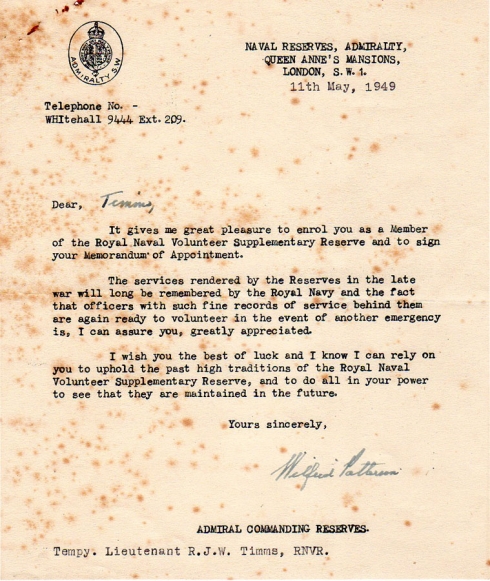 ADMIRALTY S.W.
NAVAL RESERVES, ADMIRALTY,
QUEEN ANNE'S MANSIONS,
LONDON, S.W.1.
11th May, 1949
Telephone No. -
WHItehall 9444 Ext. 209.
Dear, Timms,
It gives me great pleasure to enrol you as a Member
of the Royal Naval Volunteer Supplementary Reserve and to sign
your Memorandum of Appointment.
The services rendered by the Reserves in the late
war will long be remembered by the Royal Navy and the fact
that officers with such fine records of service behind them
are again ready to volunteer in the event of another emergency
is, I can assure you, greatly appreciated.
I wish you the best of luck and I know I can rely on
you to uphold the past high traditions of the Royal Naval
Volunteer Supplementary Reserve, and to do all in your power
to see that they are maintained in the future.
Yours sincerely,
Wilfrid Patterson
ADMIRAL COMMANDING RESERVES.
Tempy. Lieutenant R.J.W. Timms, RNVR.